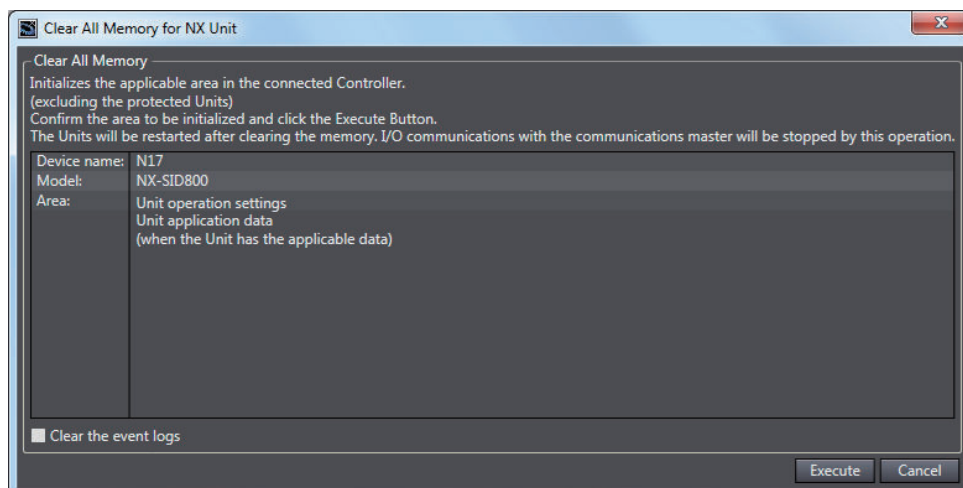 Clear All Memory for NX Unit
Clear All Memory
Initializes the applicable area in the connected Controller.
(excluding the protected Units)
Confirm the area to be initialized and click the Execute Button.
The Units will be restarted after clearing the memory. I/O communications with the communications master will be stopped by this operation.
Device name: N17
Model: NX-SID800
Area: Unit operation settings
Unit application data
(when the Unit has the applicable data)
Clear the event logs
Execute Cancel